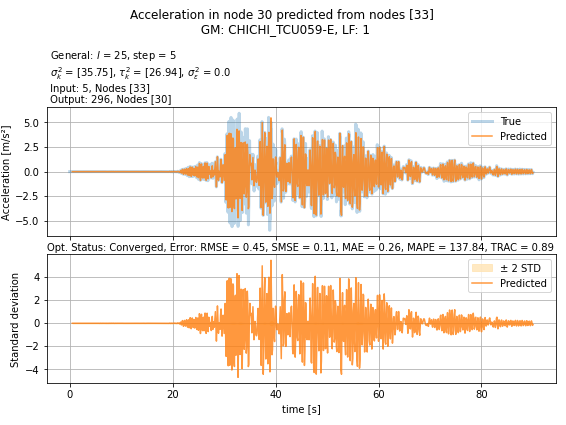 Acceleration in node 30 predicted from nodes [33]
GM: CHICHI_TCU059-E, LF: 1
General: l = 25, step = 5
σ²ₖ = [35.75], τ²ₖ = [26.94], σ²_ε = 0.0
Input: 5, Nodes [33]
Output: 296, Nodes [30]
Acceleration [m/s²]
5.0
2.5
0.0
−2.5
−5.0
True
Predicted
Opt. Status: Converged, Error: RMSE = 0.45, SMSE = 0.11, MAE = 0.26, MAPE = 137.84, TRAC = 0.89
Standard deviation
4
2
0
−2
−4
± 2 STD
Predicted
0 20 40 60 80
time [s]